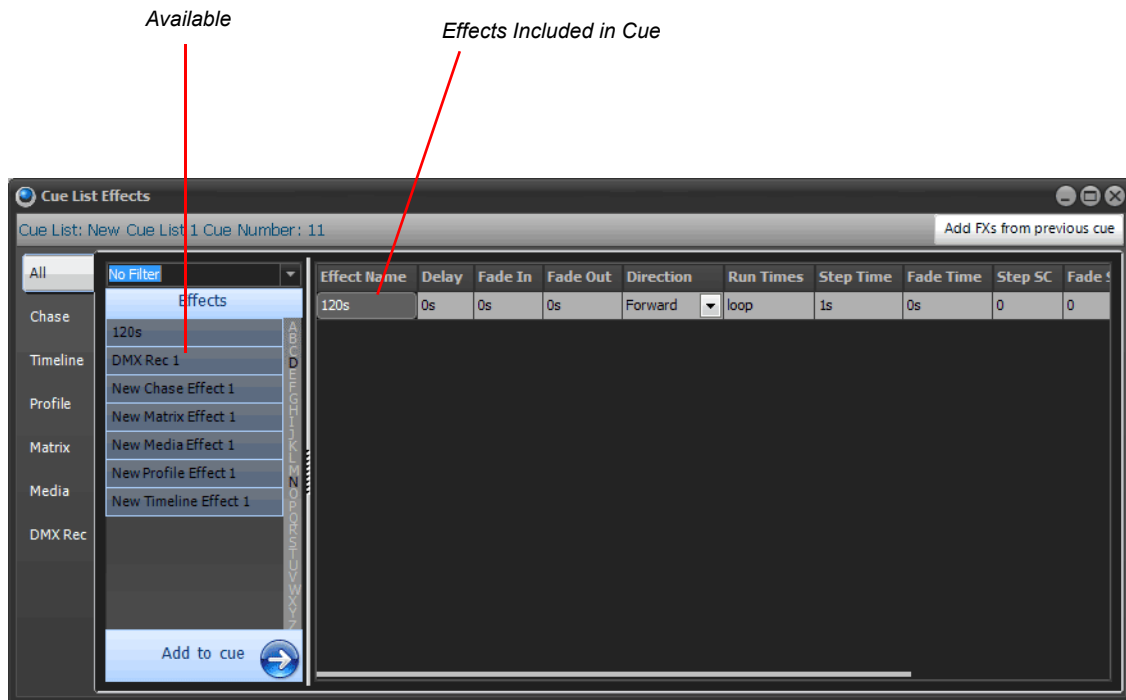 Available
Effects Included in Cue
Cue List Effects
Cue List: New Cue List 1 Cue Number: 11
Add FXs from previous cue
All
Chase
Timeline
Profile
Matrix
Media
DMX Rec
No Filter
Effects
120s
DMX Rec 1
New Chase Effect 1
New Matrix Effect 1
New Media Effect 1
New Profile Effect 1
New Timeline Effect 1
A
B
C
D
E
F
G
H
I
J
K
L
M
N
O
P
Q
R
S
T
U
V
W
X
Y
Z
Add to cue
Effect Name Delay Fade In Fade Out Direction Run Times Step Time Fade Time Step SC Fade S
120s 0s 0s 0s Forward loop 1s 0s 0 0